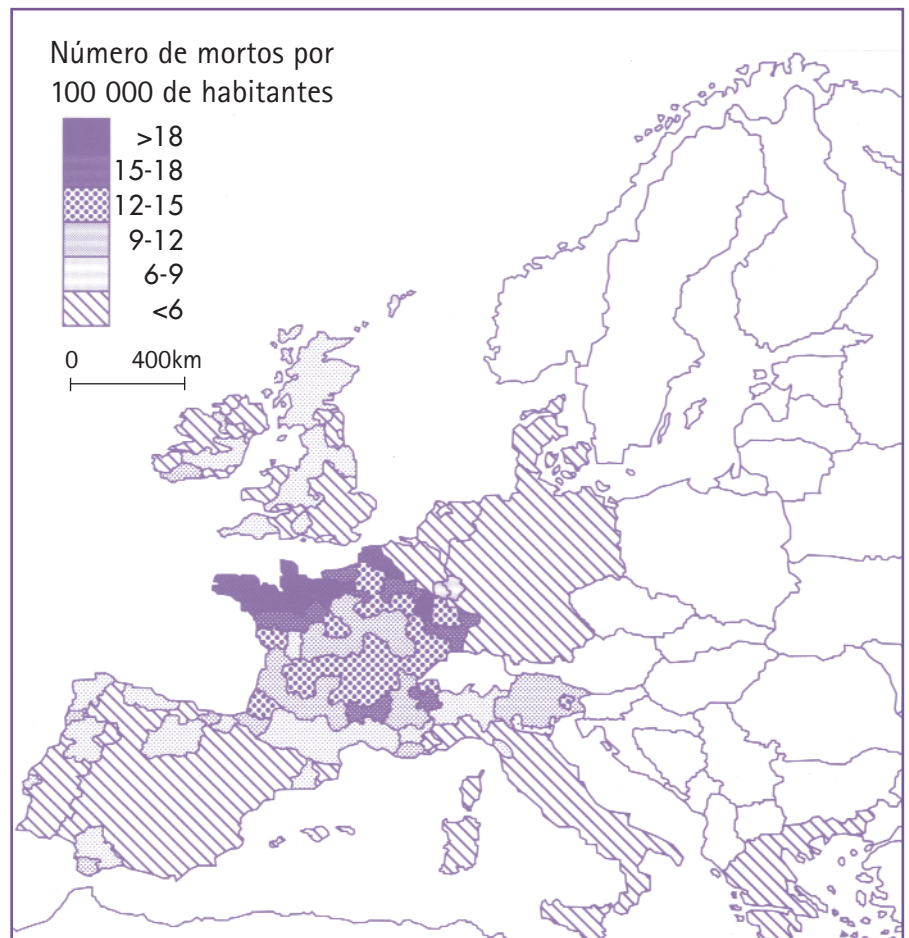 Número de mortos por
100 000 de habitantes
>18
15-18
12-15
9-12
6-9
<6
0 400km